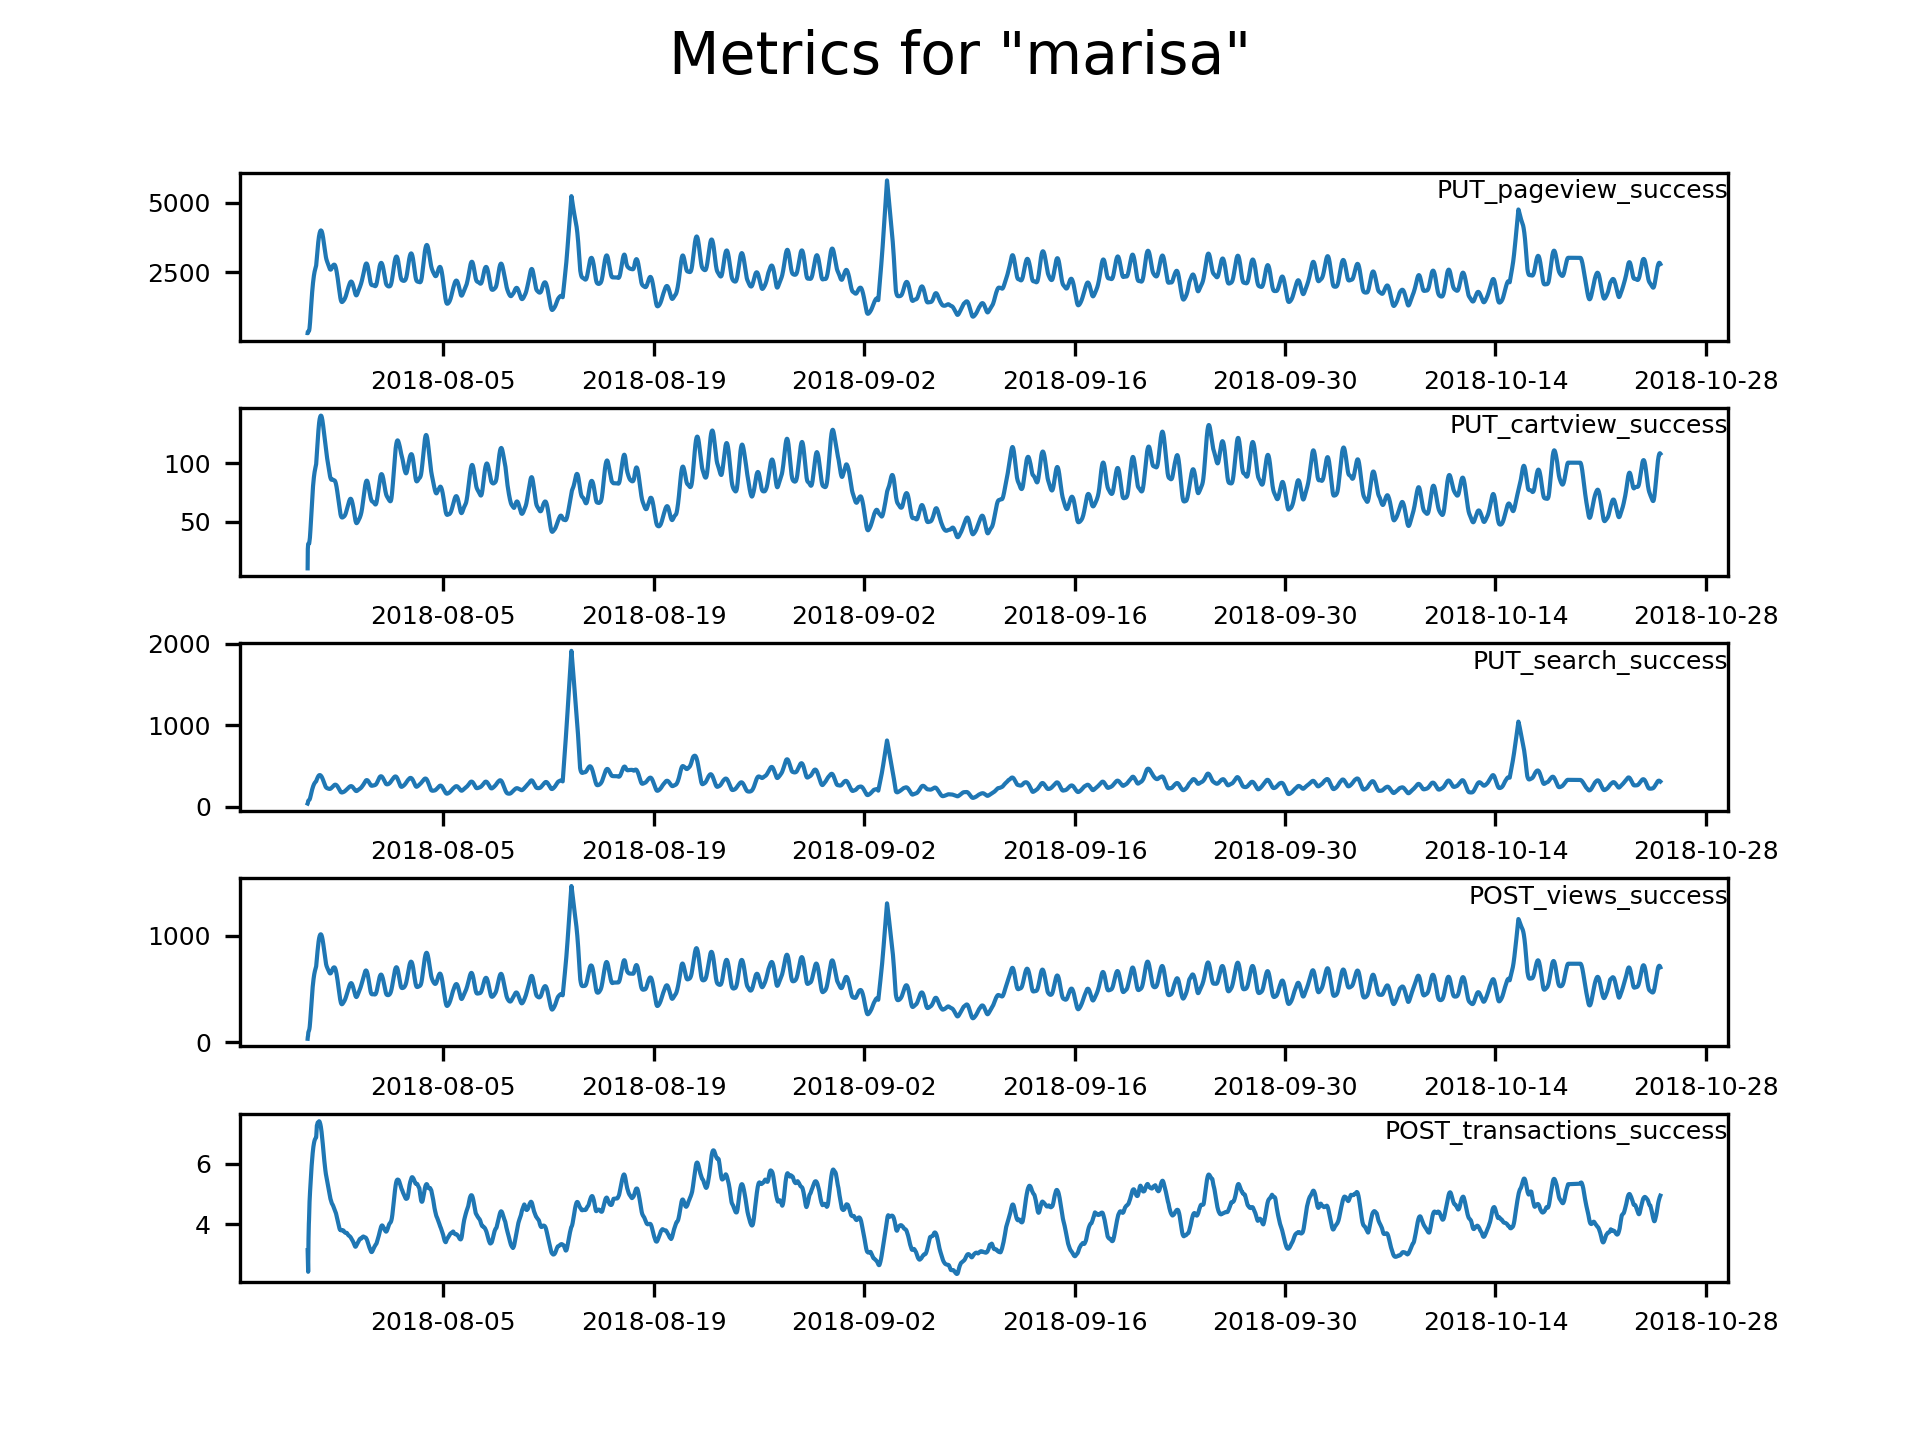 Metrics for "marisa"
PUT_pageview_success
5000
2500
2018-08-05 2018-08-19 2018-09-02 2018-09-16 2018-09-30 2018-10-14 2018-10-28
PUT_cartview_success
100
50
2018-08-05 2018-08-19 2018-09-02 2018-09-16 2018-09-30 2018-10-14 2018-10-28
2000
PUT_search_success
1000
0
2018-08-05 2018-08-19 2018-09-02 2018-09-16 2018-09-30 2018-10-14 2018-10-28
POST_views_success
1000
0
2018-08-05 2018-08-19 2018-09-02 2018-09-16 2018-09-30 2018-10-14 2018-10-28
POST_transactions_success
6
4
2018-08-05 2018-08-19 2018-09-02 2018-09-16 2018-09-30 2018-10-14 2018-10-28